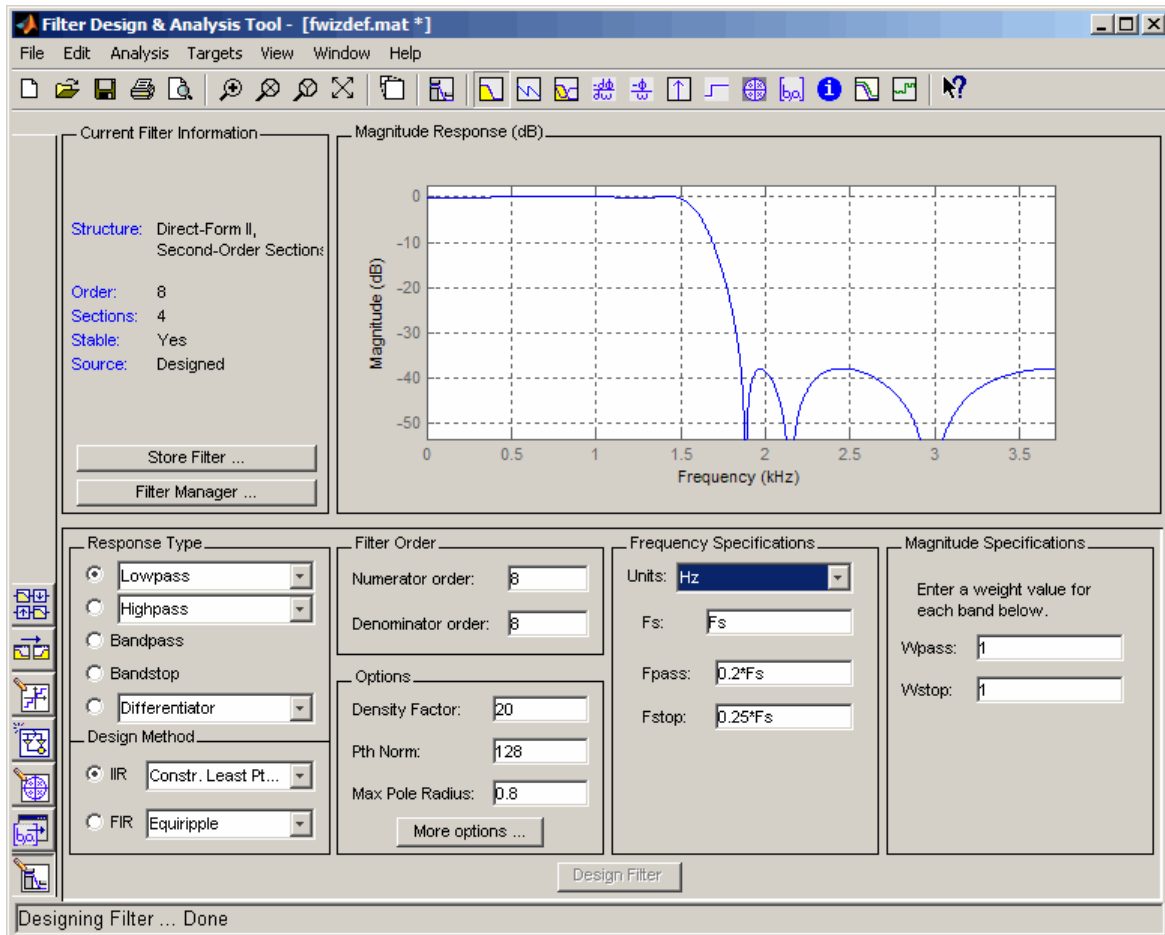 Filter Design & Analysis Tool - [fwizdef.mat *]
File Edit Analysis Targets View Window Help
Current Filter Information
Structure: Direct-Form II,
Second-Order Sections
Order: 8
Sections: 4
Stable: Yes
Source: Designed
Store Filter ...
Filter Manager ...
Magnitude Response (dB)
Magnitude (dB)
0
-10
-20
-30
-40
-50
0 0.5 1 1.5 2 2.5 3 3.5
Frequency (kHz)
Response Type
Lowpass
Highpass
Bandpass
Bandstop
Differentiator
Design Method
IIR Constr. Least Pt...
FIR Equiripple
Filter Order
Numerator order: 8
Denominator order: 8
Options
Density Factor: 20
Pth Norm: 128
Max Pole Radius: 0.8
More options ...
Frequency Specifications
Units: Hz
Fs: Fs
Fpass: 0.2*Fs
Fstop: 0.25*Fs
Magnitude Specifications
Enter a weight value for
each band below.
Wpass: 1
Wstop: 1
Design Filter
Designing Filter ... Done